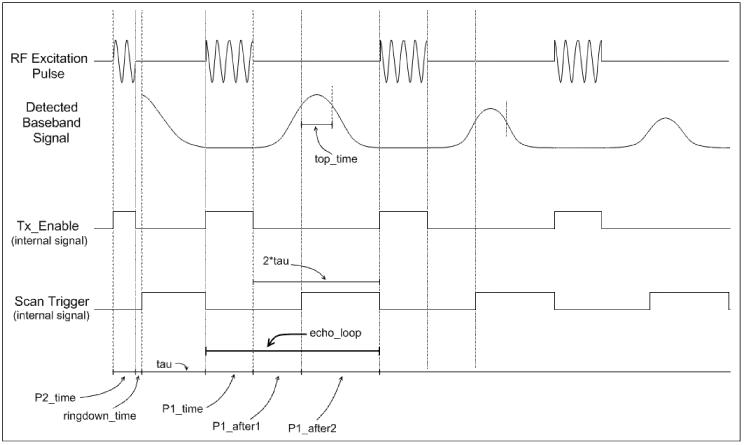 RF Excitation
Pulse
Detected
Baseband
Signal
top_time
Tx_Enable
(internal signal)
2*tau
Scan Trigger
(internal signal)
echo_loop
tau
P2_time
ringdown_time
P1_time
P1_after1
P1_after2